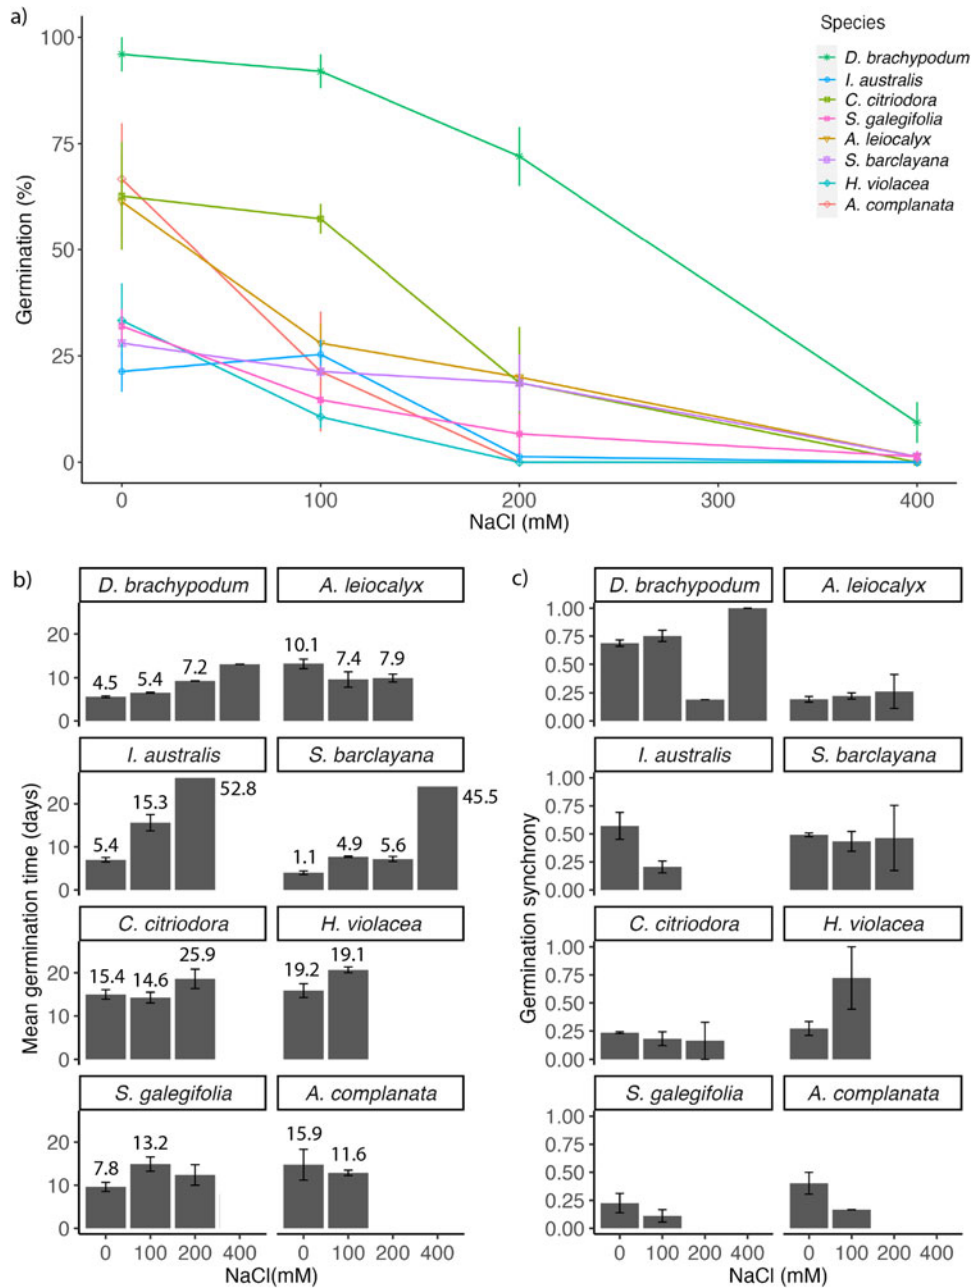 a)
Species
D. brachypodum
I. australis
C. citriodora
S. galegifolia
A. leiocalyx
S. barclayana
H. violacea
A. complanata
Germination (%)
100
75
50
25
0
0 100 200 300 400
NaCl (mM)
b)
Mean germination time (days)
D. brachypodum A. leiocalyx
20
10
0
4.5 5.4 7.2
10.1 7.4 7.9
I. australis S. barclayana
20
10
0
5.4 15.3 52.8
1.1 4.9 5.6 45.5
C. citriodora H. violacea
20
10
0
15.4 14.6 25.9
19.2 19.1
S. galegifolia A. complanata
20
10
0
7.8 13.2
15.9 11.6
0 100 200 400 0 100 200 400
NaCl(mM)
c)
Germination synchrony
D. brachypodum A. leiocalyx
1.00
0.75
0.50
0.25
0.00
I. australis S. barclayana
1.00
0.75
0.50
0.25
0.00
C. citriodora H. violacea
1.00
0.75
0.50
0.25
0.00
S. galegifolia A. complanata
1.00
0.75
0.50
0.25
0.00
0 100 200 400 0 100 200 400
NaCl(mM)